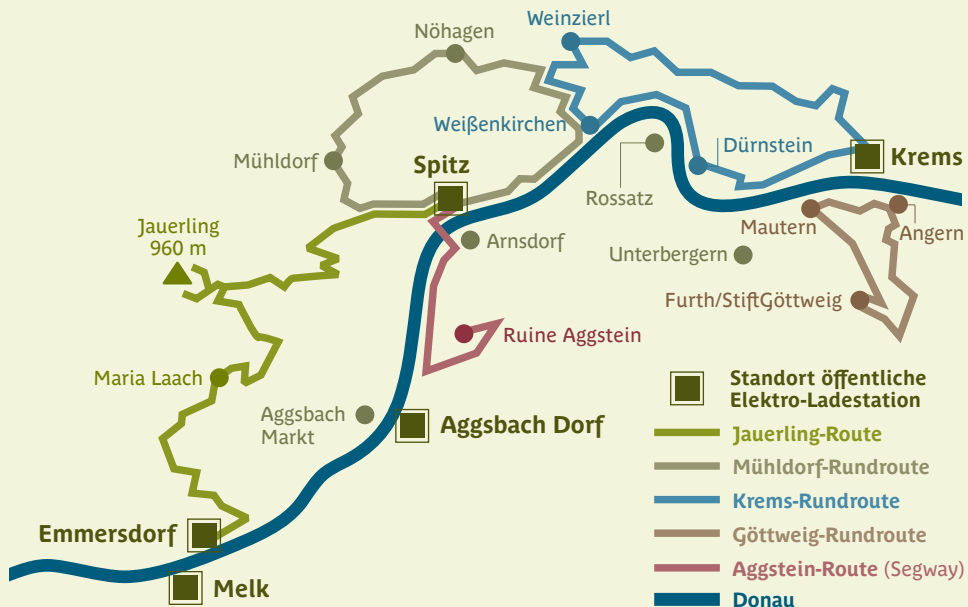 Nöhagen
Weinzierl
Mühldorf
Weißenkirchen
Spitz
Dürnstein
Krems
Rossatz
Jauerling
960 m
Arnsdorf
Mautern
Angern
Unterbergern
Furth/StiftGöttweig
Ruine Aggstein
Maria Laach
Aggsbach
Markt
Aggsbach Dorf
Emmersdorf
Melk
Standort öffentliche
Elektro-Ladestation
Jauerling-Route
Mühldorf-Rundroute
Krems-Rundroute
Göttweig-Rundroute
Aggstein-Route (Segway)
Donau